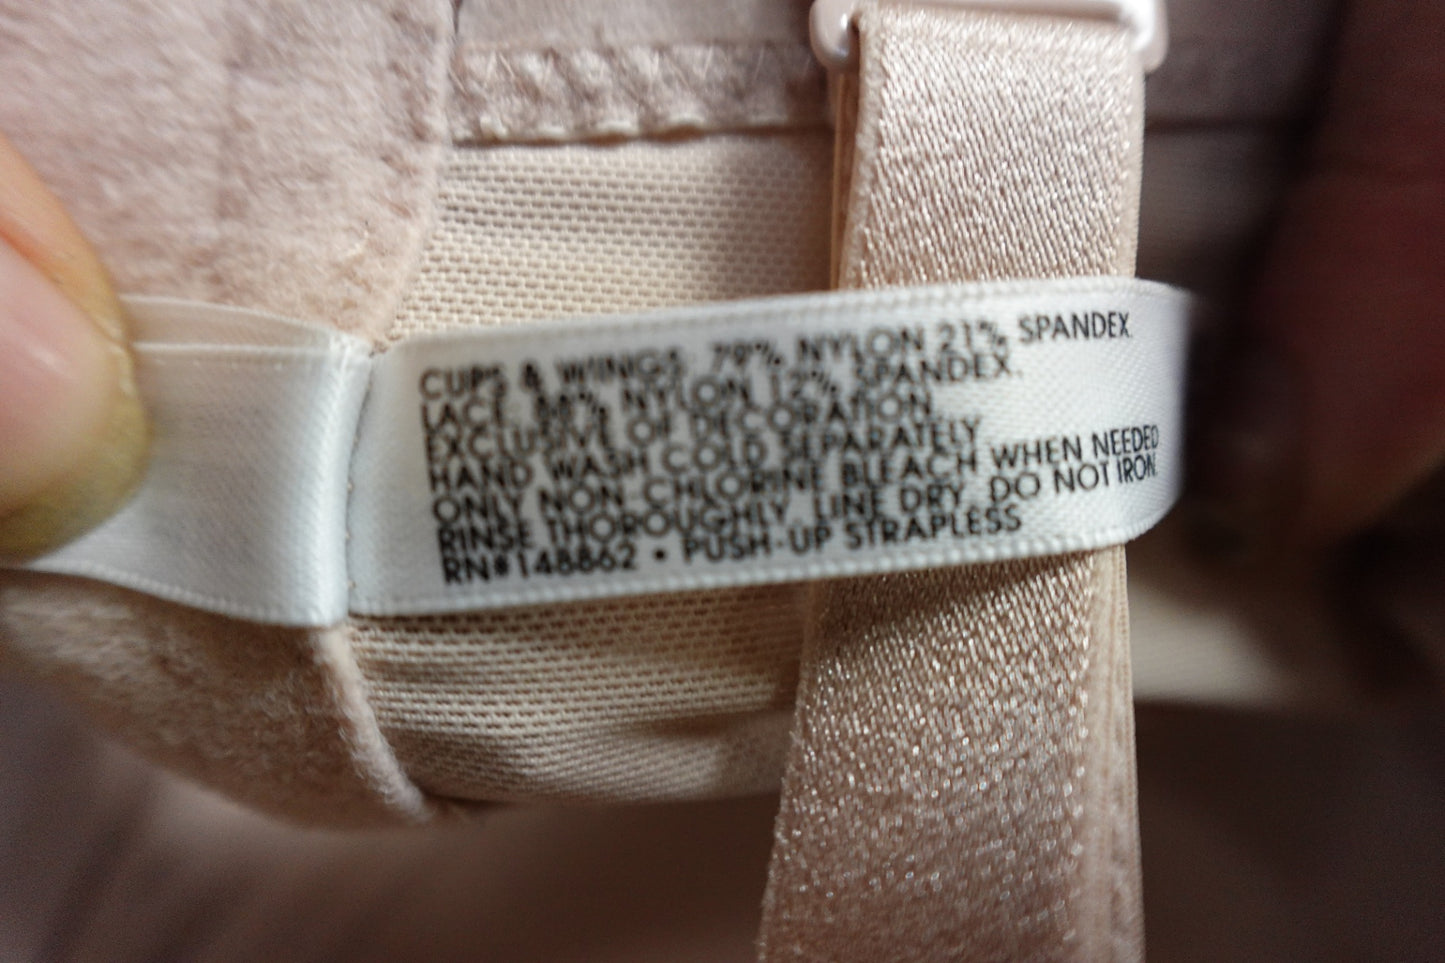 CUPS & WINGS: 79% NYLON 21% SPANDEX.
LACE: 88% NYLON 12% SPANDEX.
EXCLUSIVE OF DECORATION.
HAND WASH COLD SEPARATELY.
ONLY NON-CHLORINE BLEACH WHEN NEEDED
RINSE THOROUGHLY. LINE DRY. DO NOT IRON.
RN#148862 • PUSH-UP STRAPLESS